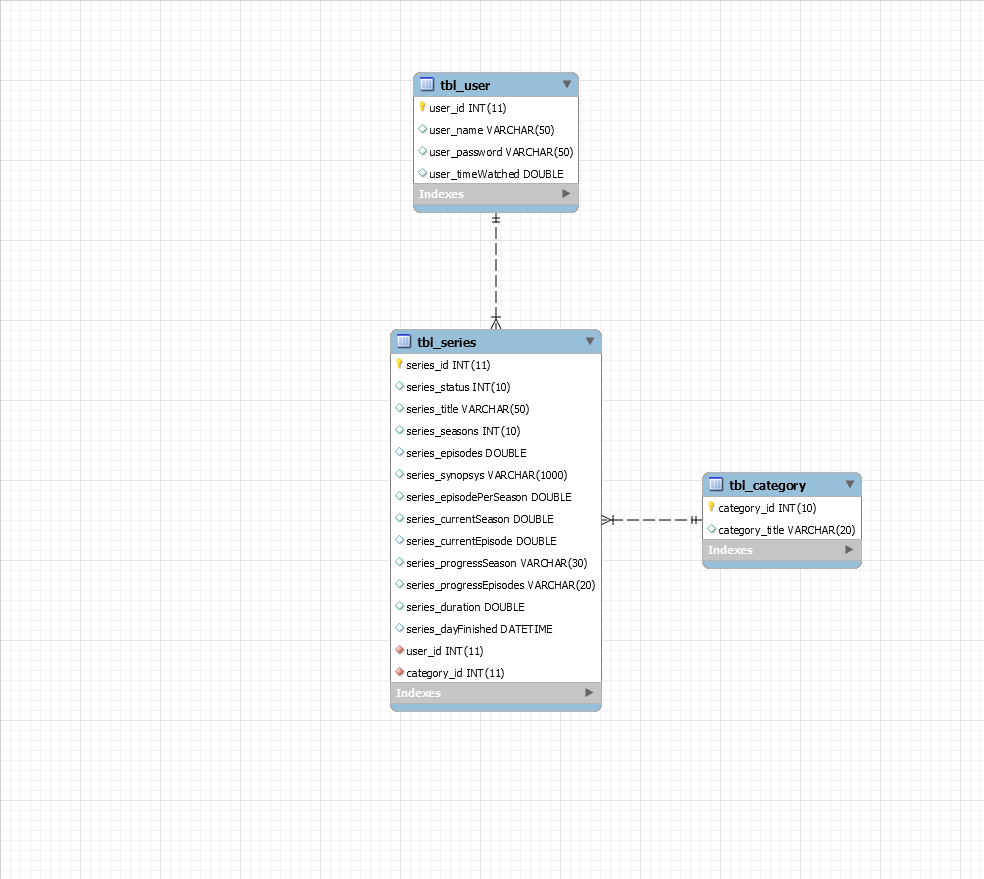 tbl_user
user_id INT(11)
user_name VARCHAR(50)
user_password VARCHAR(50)
user_timeWatched DOUBLE
Indexes
tbl_series
series_id INT(11)
series_status INT(10)
series_title VARCHAR(50)
series_seasons INT(10)
series_episodes DOUBLE
series_synopsys VARCHAR(1000)
series_episodePerSeason DOUBLE
series_currentSeason DOUBLE
series_currentEpisode DOUBLE
series_progressSeason VARCHAR(30)
series_progressEpisodes VARCHAR(20)
series_duration DOUBLE
series_dayFinished DATETIME
user_id INT(11)
category_id INT(11)
Indexes
tbl_category
category_id INT(10)
category_title VARCHAR(20)
Indexes